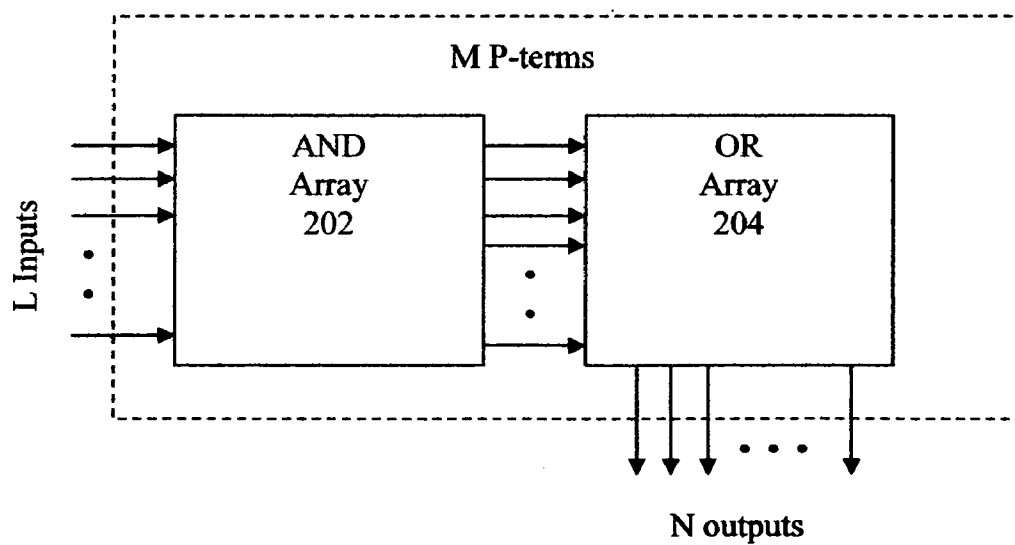 M P-terms
AND
Array
202
OR
Array
204
L Inputs
N outputs